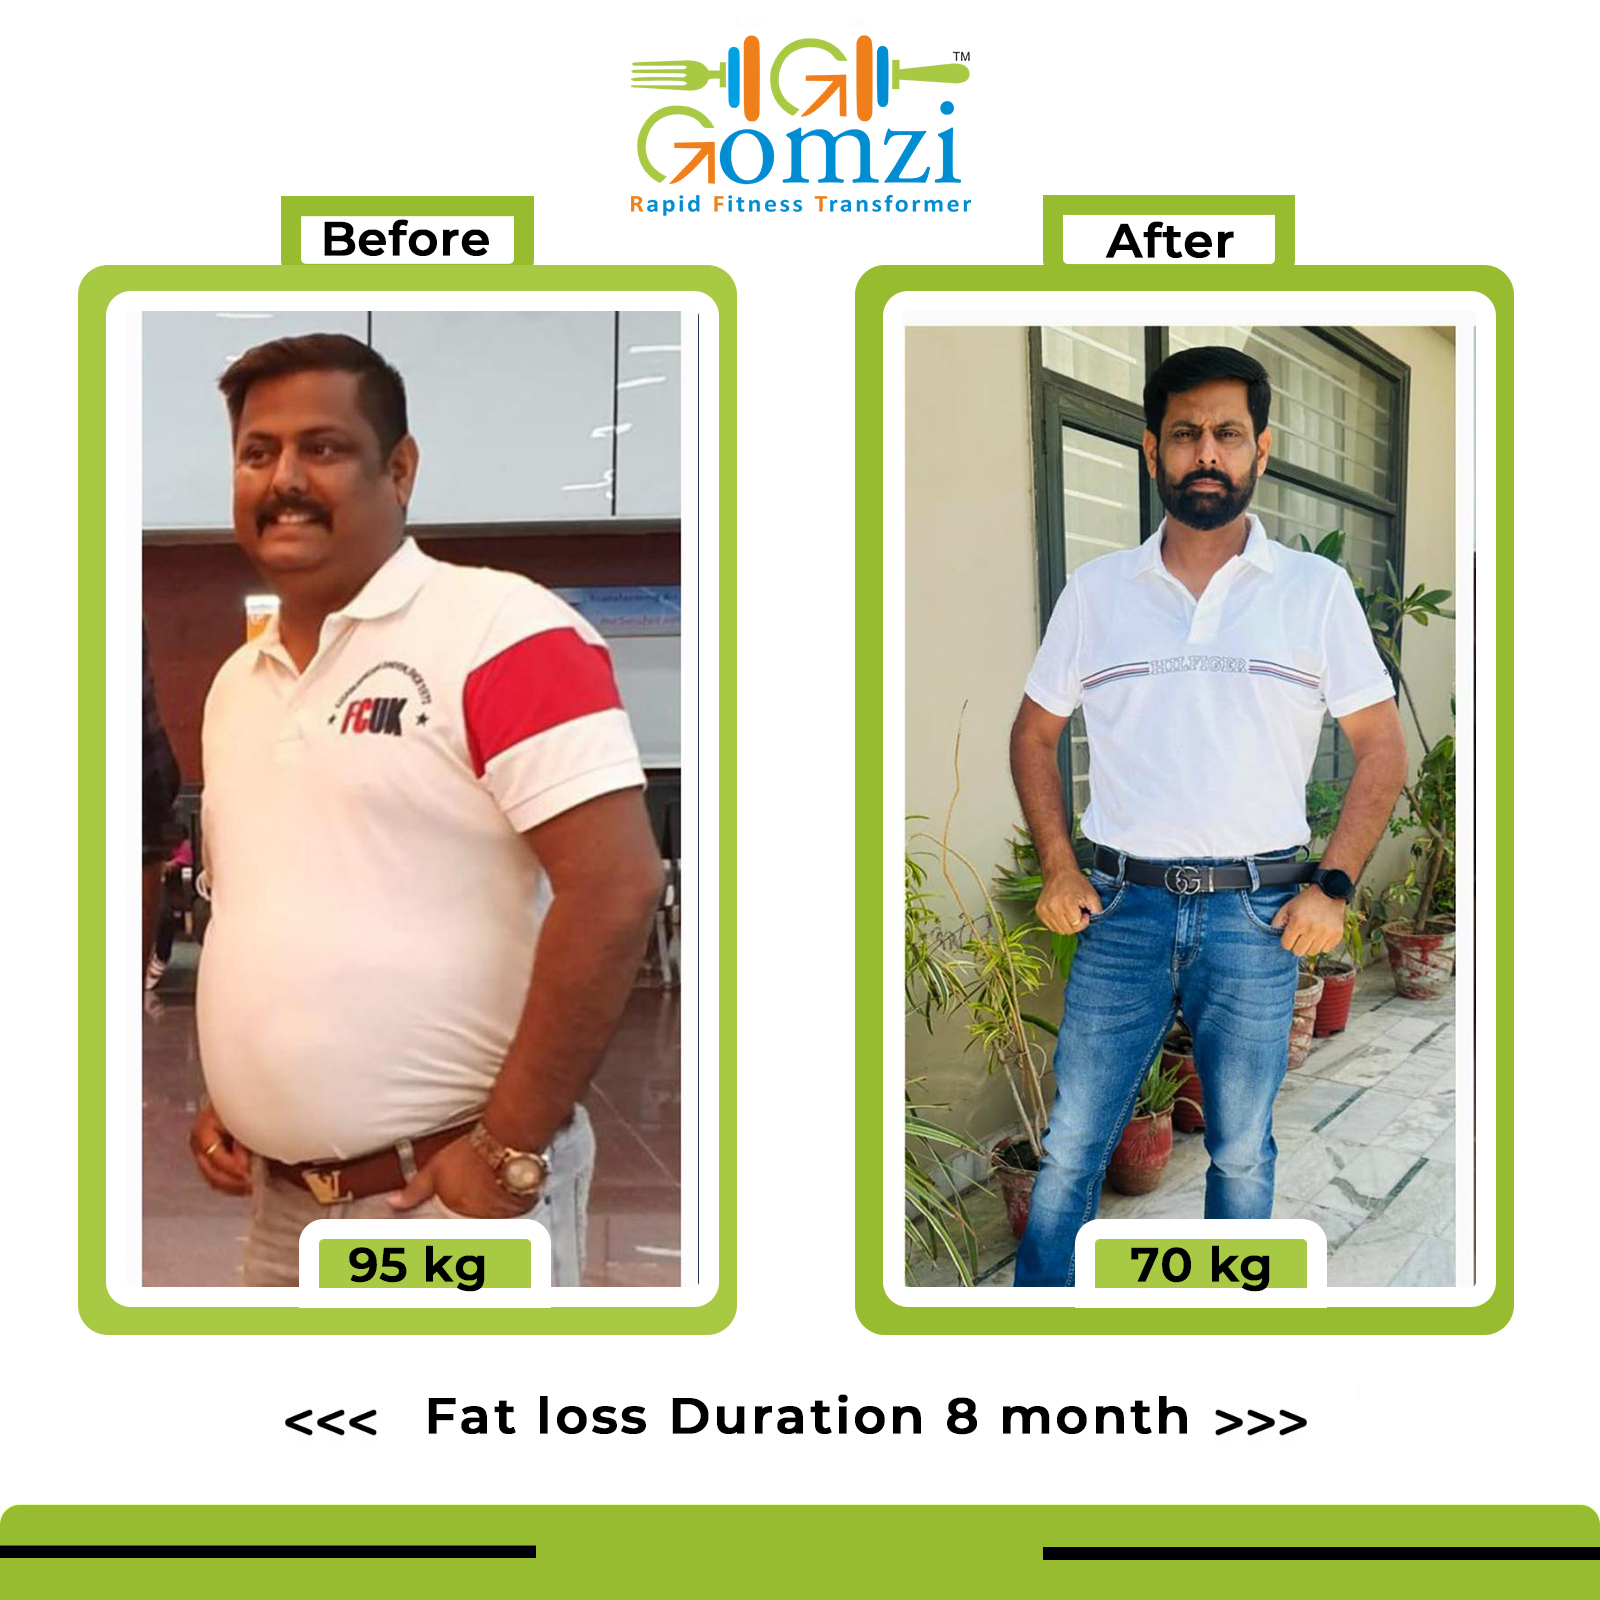 G
TM
Gomzi
Rapid Fitness Transformer
Before
After
FCUK
HILFIGER
95 kg
70 kg
<<< Fat loss Duration 8 month >>>